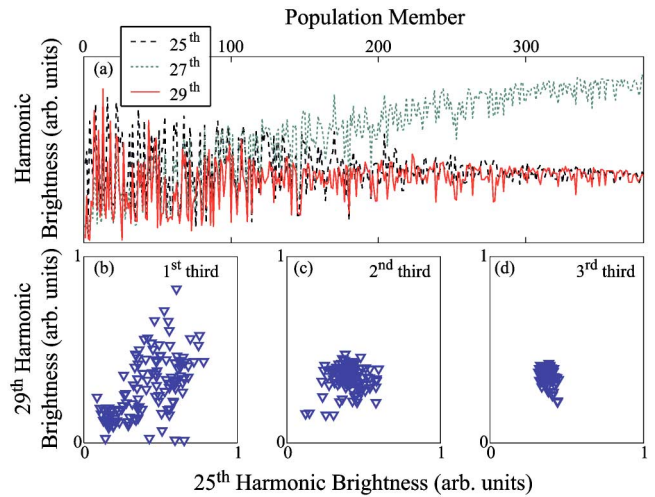 Population Member
0 100 200 300
25th
27th
29th
(a)
Harmonic
Brightness (arb. units)
(b) 1st third
(c) 2nd third
(d) 3rd third
29th Harmonic
Brightness (arb. units)
1
0
0 1 0 1 0 1
25th Harmonic Brightness (arb. units)